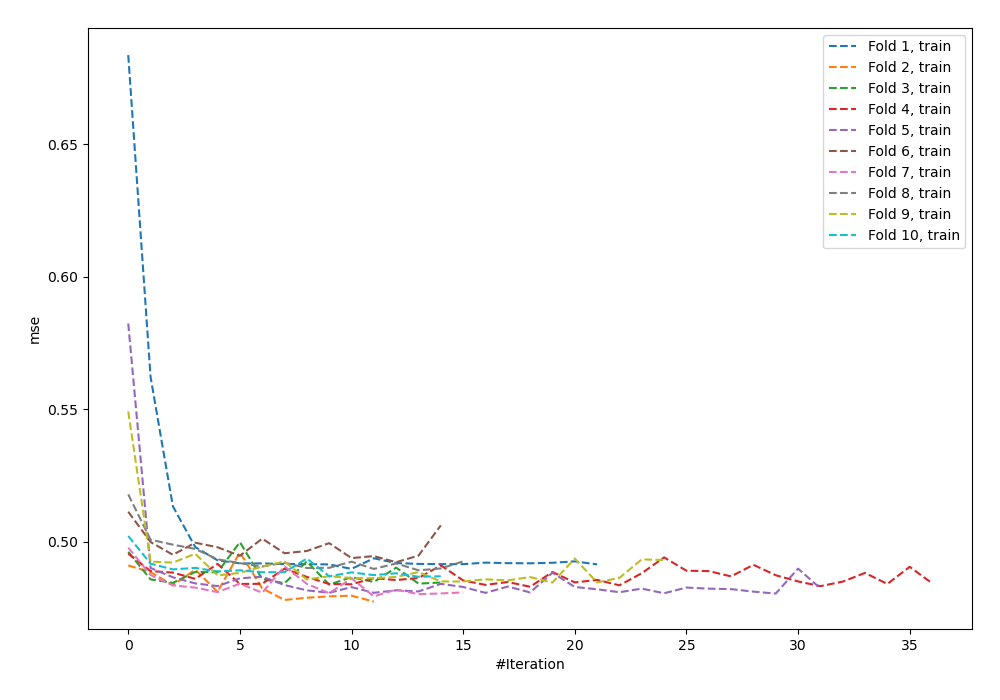 Fold 1, train
Fold 2, train
Fold 3, train
Fold 4, train
Fold 5, train
Fold 6, train
Fold 7, train
Fold 8, train
Fold 9, train
Fold 10, train
0.65
0.60
0.55
0.50
mse
0 5 10 15 20 25 30 35
#Iteration